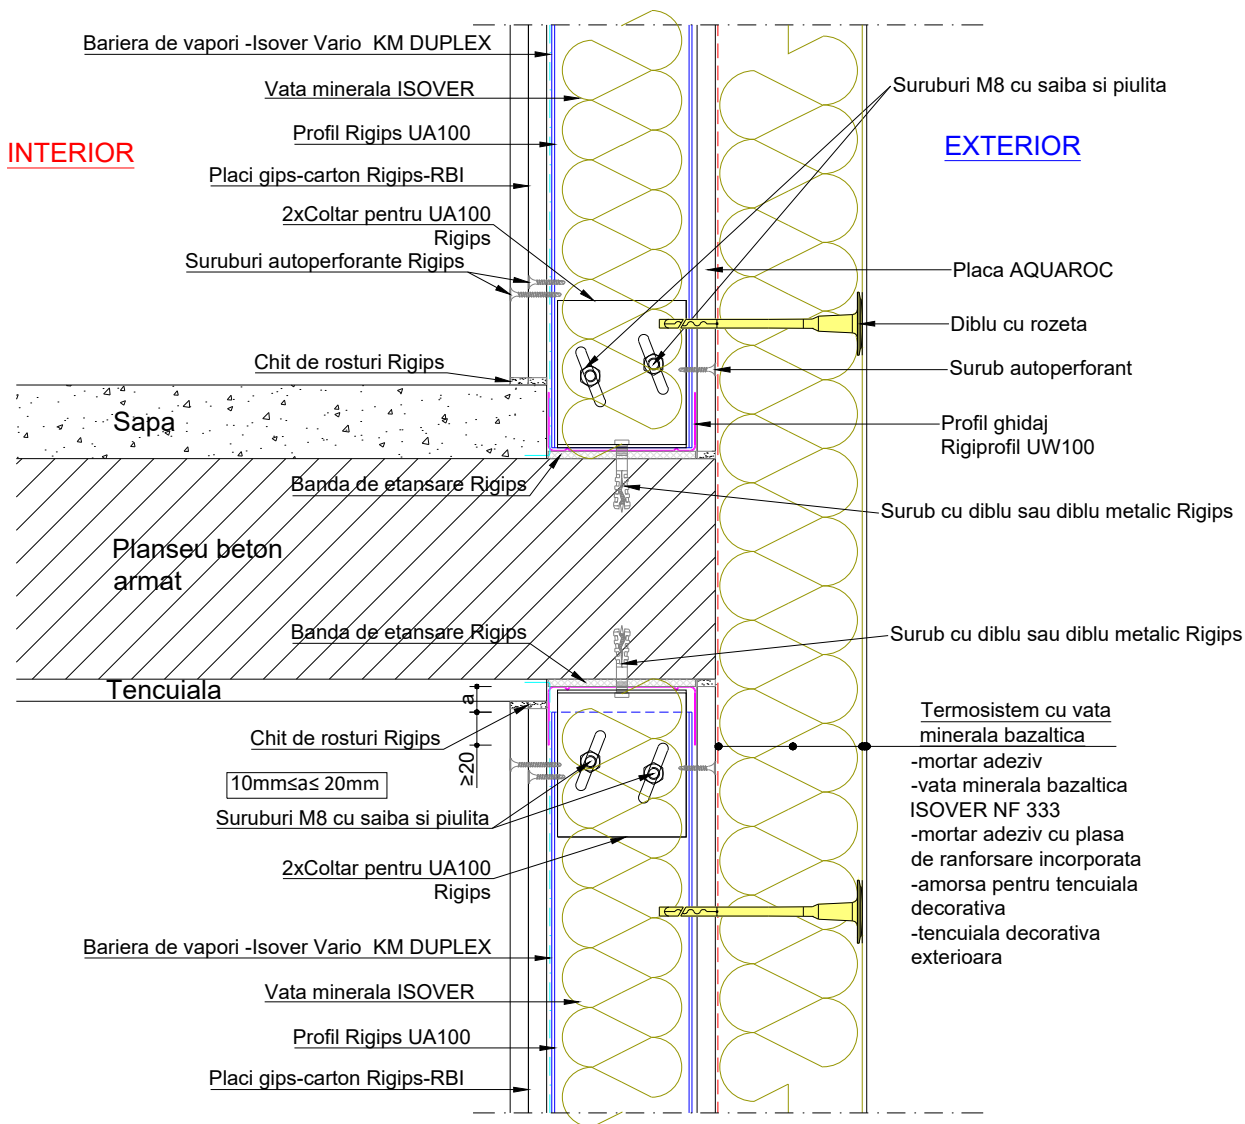 Bariera de vapori -Isover Vario KM DUPLEX
Vata minerala ISOVER
Suruburi M8 cu saiba si piulita
Profil Rigips UA100
INTERIOR
EXTERIOR
Placi gips-carton Rigips-RBI
2xColtar pentru UA100
Rigips
Suruburi autoperforante Rigips
Placa AQUAROC
Diblu cu rozeta
Chit de rosturi Rigips
Surub autoperforant
Sapa
Profil ghidaj
Rigiprofil UW100
Banda de etansare Rigips
Surub cu diblu sau diblu metalic Rigips
Planseu beton
armat
Banda de etansare Rigips
Surub cu diblu sau diblu metalic Rigips
Tencuiala
a
Chit de rosturi Rigips
≥20
10mm≤a≤ 20mm
Suruburi M8 cu saiba si piulita
2xColtar pentru UA100
Rigips
Termosistem cu vata
minerala bazaltica
-mortar adeziv
-vata minerala bazaltica
ISOVER NF 333
-mortar adeziv cu plasa
de ranforsare incorporata
-amorsa pentru tencuiala
decorativa
-tencuiala decorativa
exterioara
Bariera de vapori -Isover Vario KM DUPLEX
Vata minerala ISOVER
Profil Rigips UA100
Placi gips-carton Rigips-RBI